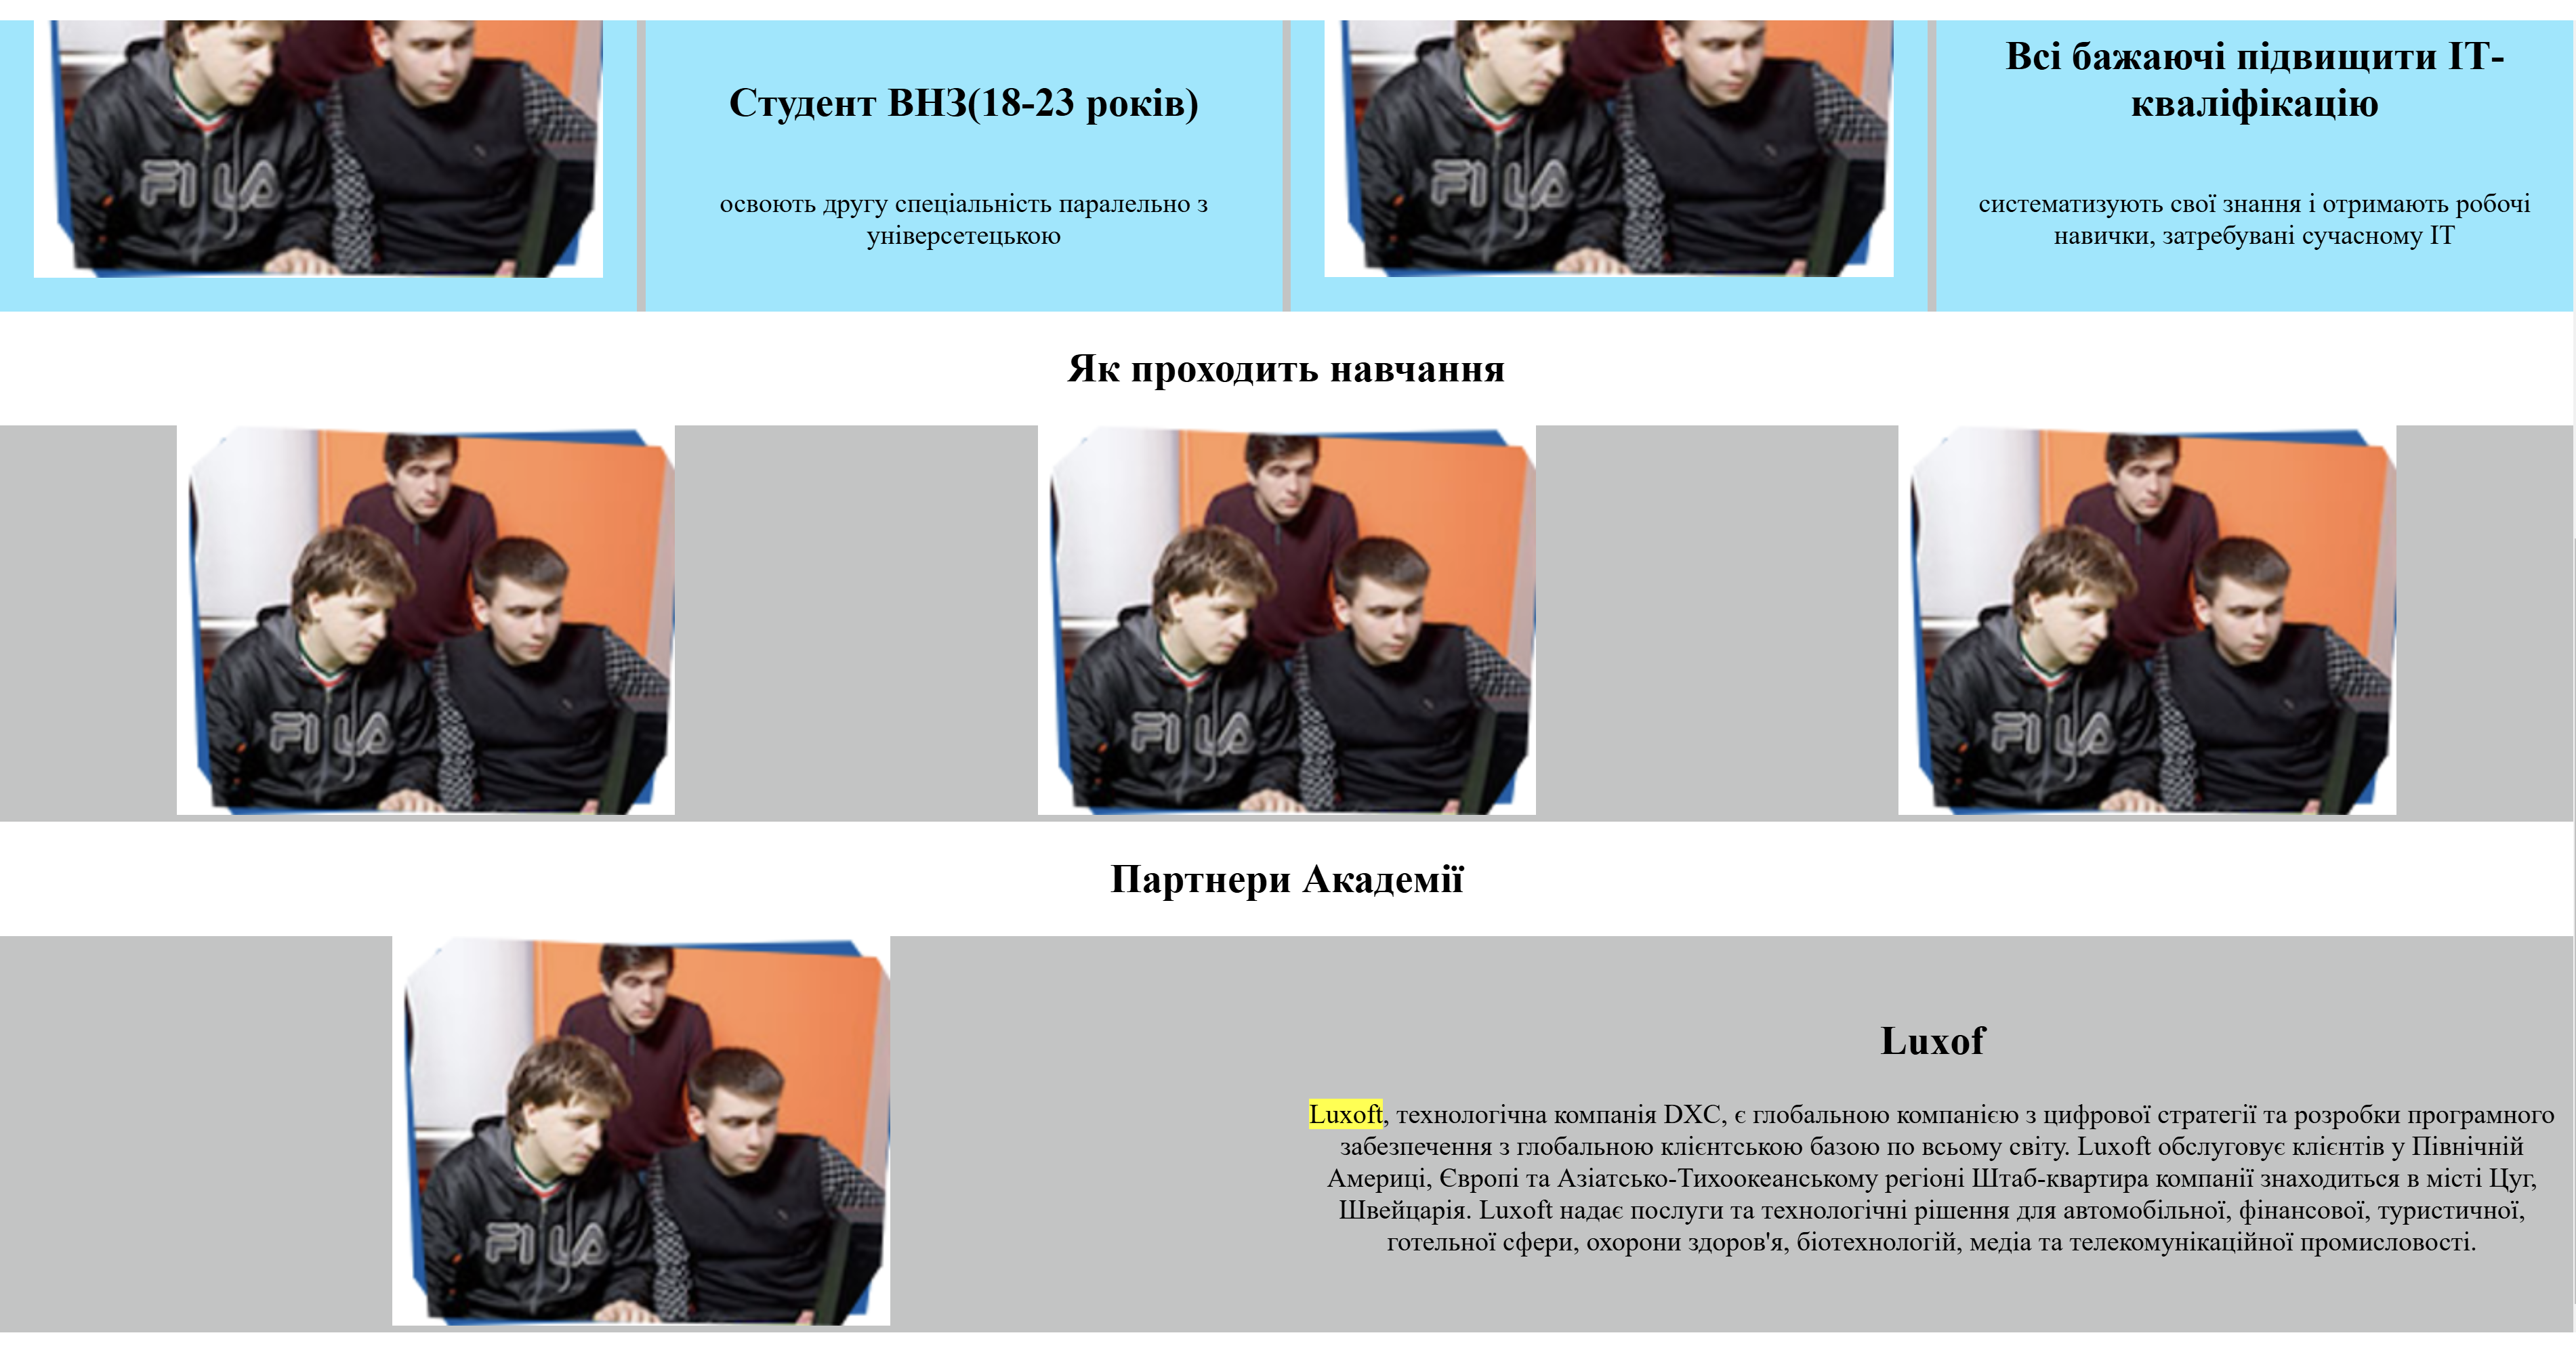 FILA
Студент ВНЗ(18-23 років)
освоють другу спеціальність паралельно з
універсетецькою
FILA
Всі бажаючі підвищити ІТ-
кваліфікацію
систематизують свої знання і отримають робочі
навички, затребувані сучасному ІТ
Як проходить навчання
FILA
FILA
FILA
Партнери Академії
FILA
Luxof
Luxoft, технологічна компанія DXC, є глобальною компанією з цифрової стратегії та розробки програмного
забезпечення з глобальною клієнтською базою по всьому світу. Luxoft обслуговує клієнтів у Північній
Америці, Європі та Азіатсько-Тихоокеанському регіоні Штаб-квартира компанії знаходиться в місті Цуг,
Швейцарія. Luxoft надає послуги та технологічні рішення для автомобільної, фінансової, туристичної,
готельної сфери, охорони здоров'я, біотехнологій, медіа та телекомунікаційної промисловості.